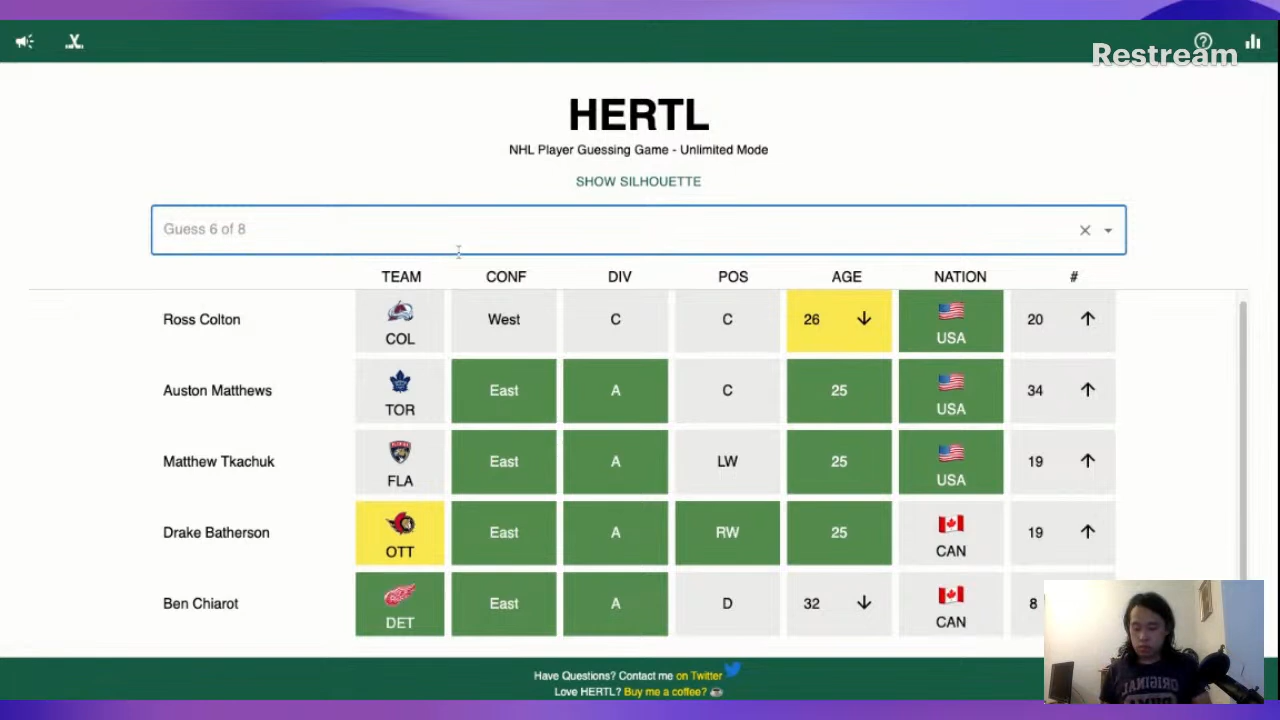 Restream
HERTL
NHL Player Guessing Game - Unlimited Mode
SHOW SILHOUETTE
Guess 6 of 8
TEAM CONF DIV POS AGE NATION #
Ross Colton COL West C C 26 ↓ USA 20 ↑
Auston Matthews TOR East A C 25 USA 34 ↑
Matthew Tkachuk FLA East A LW 25 USA 19 ↑
Drake Batherson OTT East A RW 25 CAN 19 ↑
Ben Chiarot DET East A D 32 ↓ CAN 8
ORIGINAL
Have Questions? Contact me on Twitter
Love HERTL? Buy me a coffee?